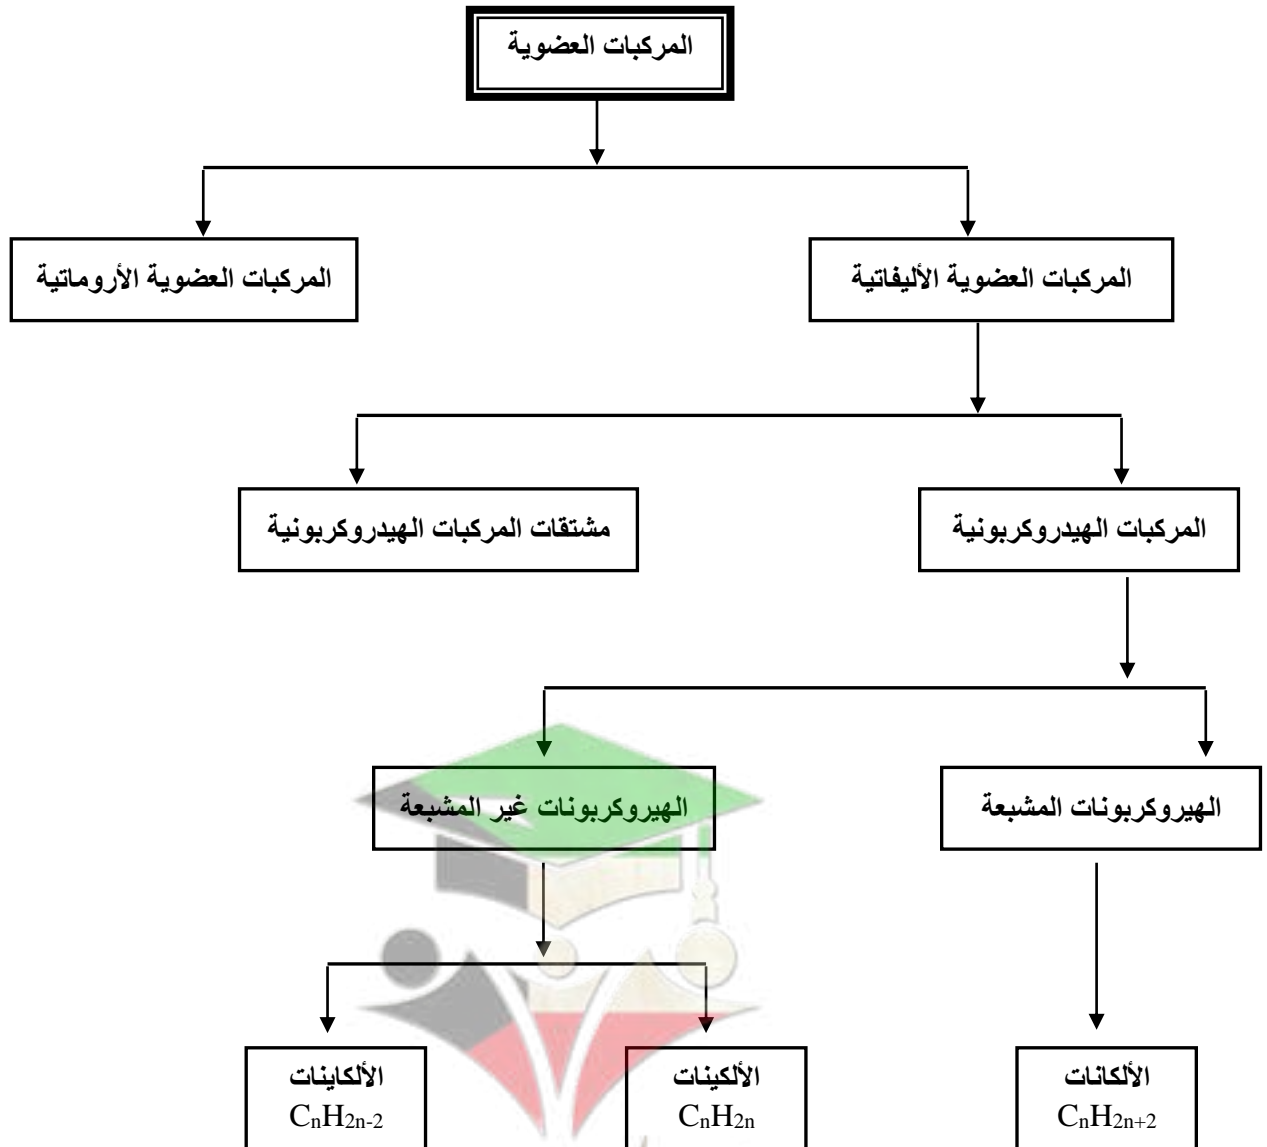 المركبات العضوية
المركبات العضوية الأليفاتية
المركبات العضوية الأروماتية
المركبات الهيدروكربونية
مشتقات المركبات الهيدروكربونية
الهيروكربونات المشبعة
الهيروكربونات غير المشبعة
الألكانات
CnH2n+2
الألكينات
CnH2n
الألكاينات
CnH2n-2